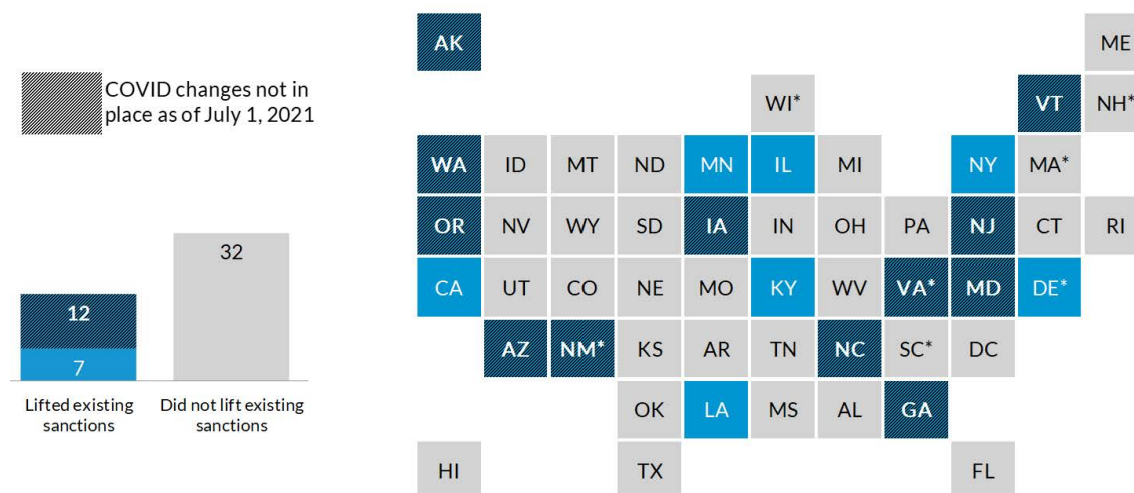 COVID changes not in
place as of July 1, 2021
32
12
7
Lifted existing
sanctions
Did not lift existing
sanctions
AK
ME
WI*
VT
NH*
WA
ID
MT
ND
MN
IL
MI
NY
MA*
OR
NV
WY
SD
IA
IN
OH
PA
NJ
CT
RI
CA
UT
CO
NE
MO
KY
WV
VA*
MD
DE*
AZ
NM*
KS
AR
TN
NC
SC*
DC
OK
LA
MS
AL
GA
HI
TX
FL